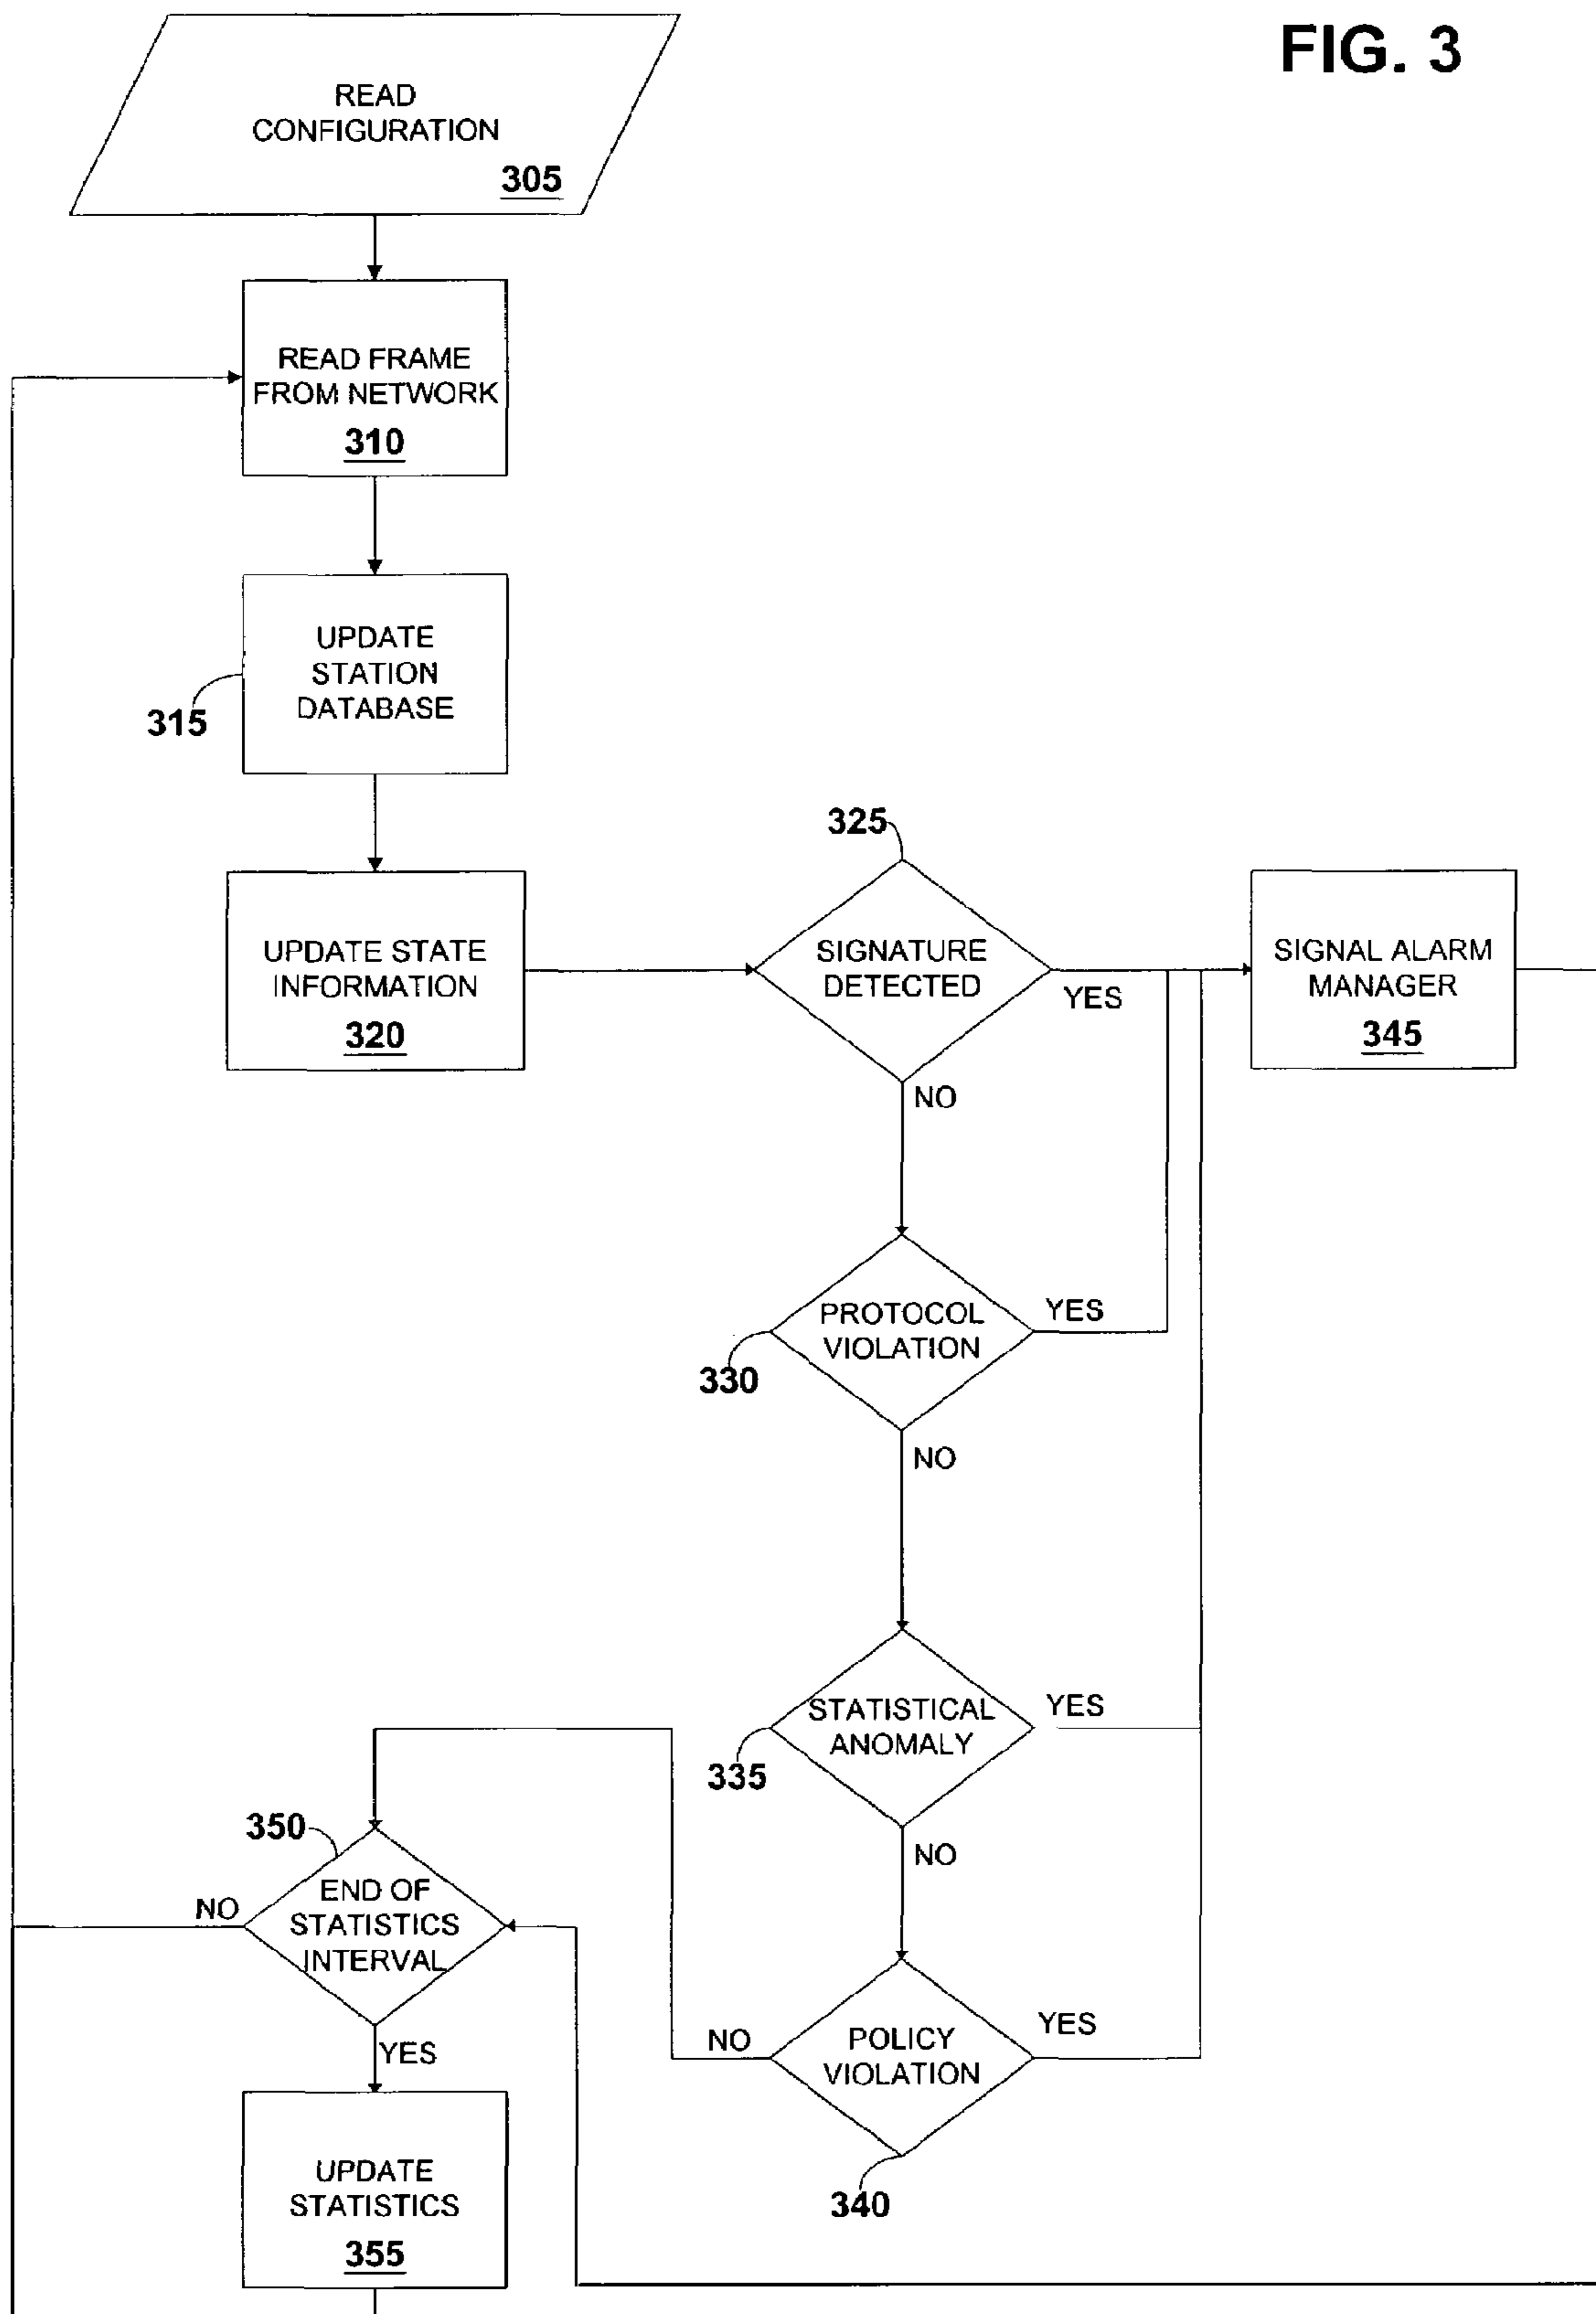 FIG. 3
READ
CONFIGURATION
305
READ FRAME
FROM NETWORK
310
UPDATE
STATION
DATABASE
315
UPDATE STATE
INFORMATION
320
325
SIGNATURE
DETECTED
YES
NO
SIGNAL ALARM
MANAGER
345
PROTOCOL
VIOLATION
YES
330
NO
STATISTICAL
ANOMALY
YES
335
NO
350
END OF
STATISTICS
INTERVAL
NO
YES
POLICY
VIOLATION
YES
NO
340
UPDATE
STATISTICS
355